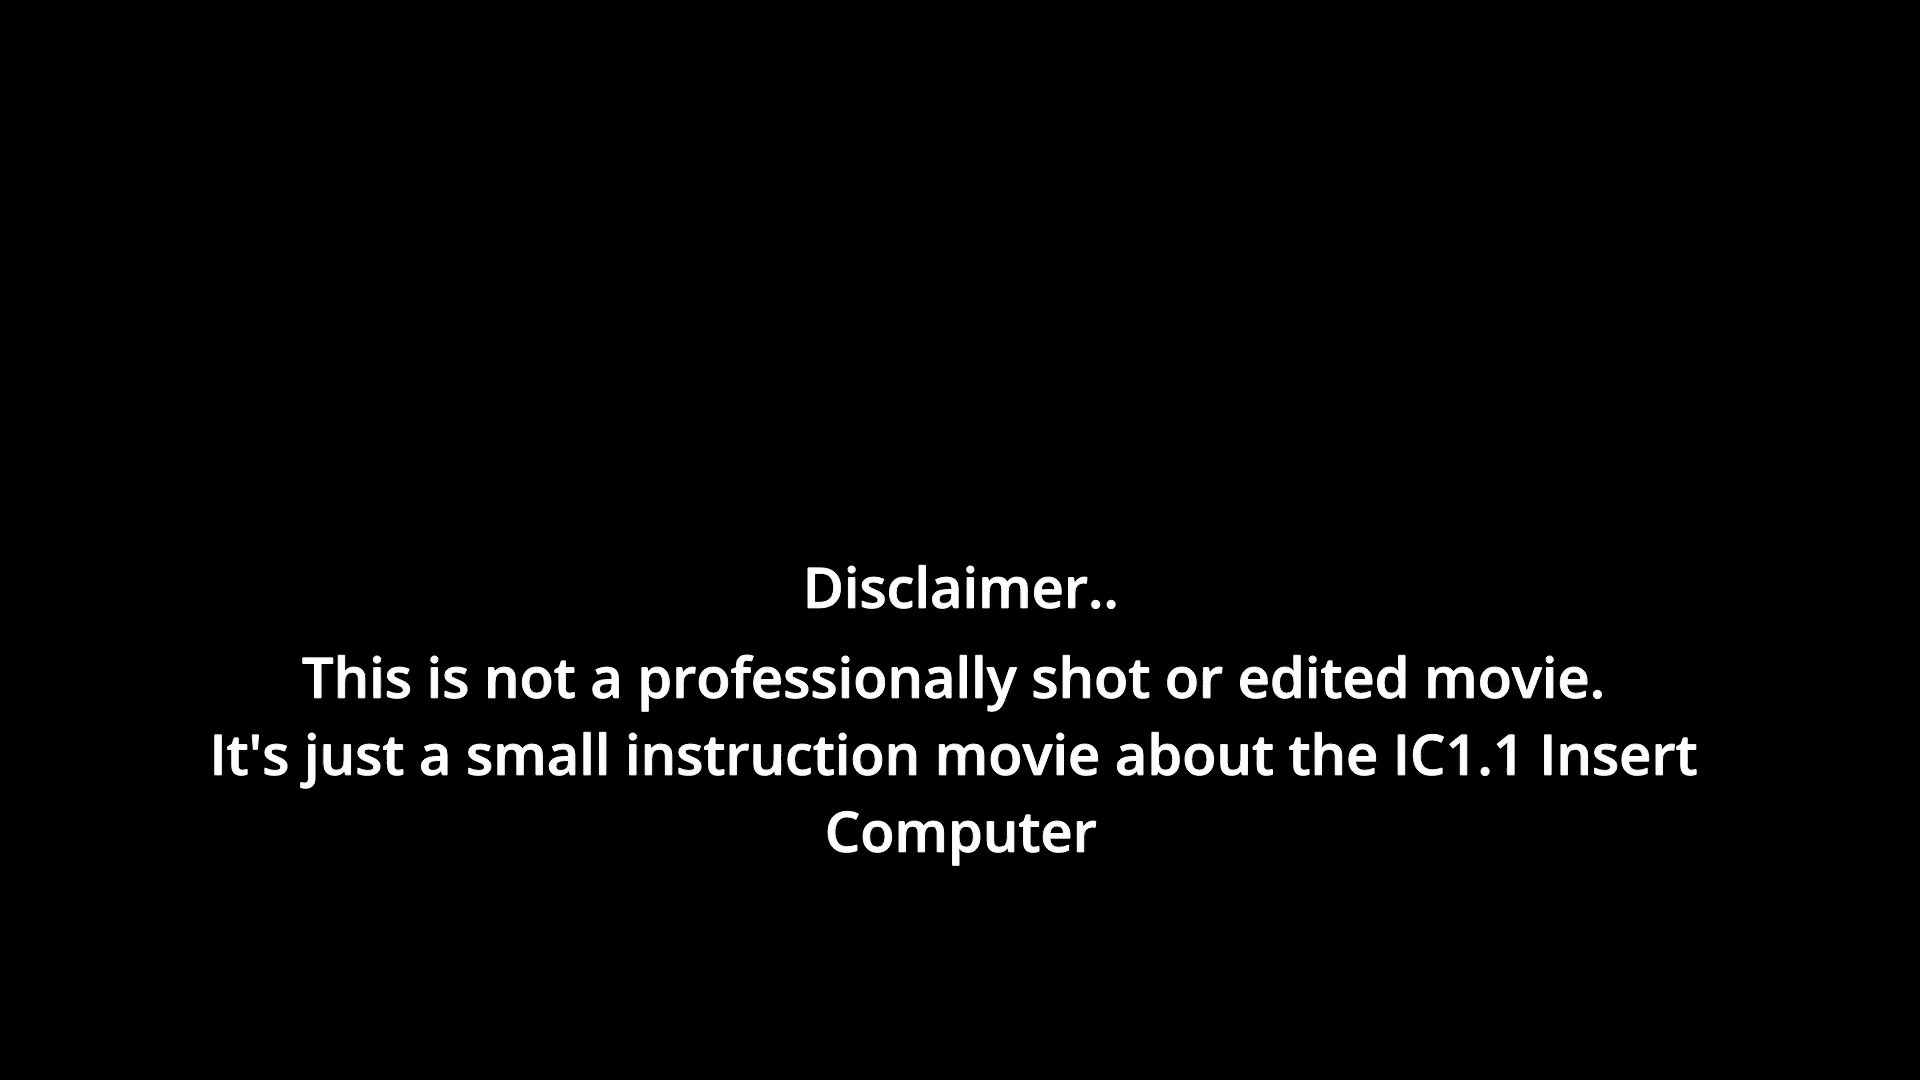 Disclaimer..
This is not a professionally shot or edited movie.
It's just a small instruction movie about the IC1.1 Insert
Computer